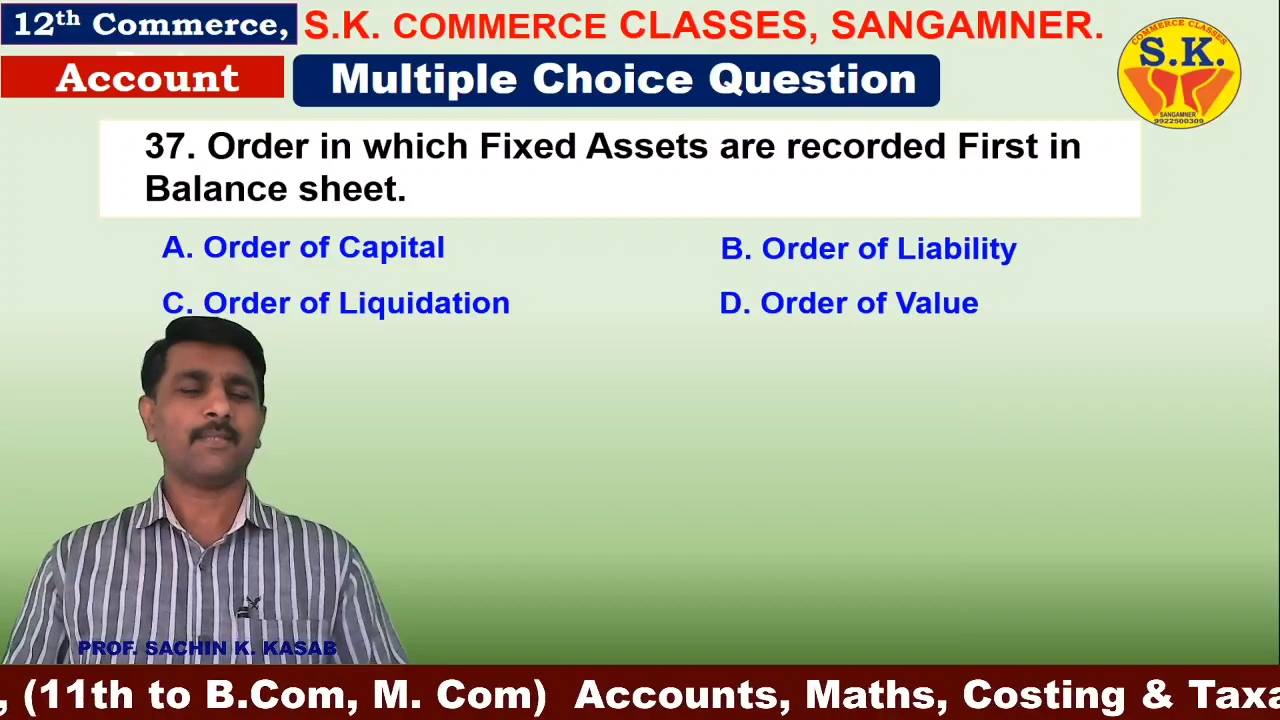 12th Commerce,
S.K. COMMERCE CLASSES, SANGAMNER.
Account
Multiple Choice Question
COMMERCE CLASSES
S.K.
SANGAMNER
9922500309
37. Order in which Fixed Assets are recorded First in
Balance sheet.
A. Order of Capital
B. Order of Liability
C. Order of Liquidation
D. Order of Value
PROF. SACHIN K. KASAB
, (11th to B.Com, M. Com) Accounts, Maths, Costing & Taxa